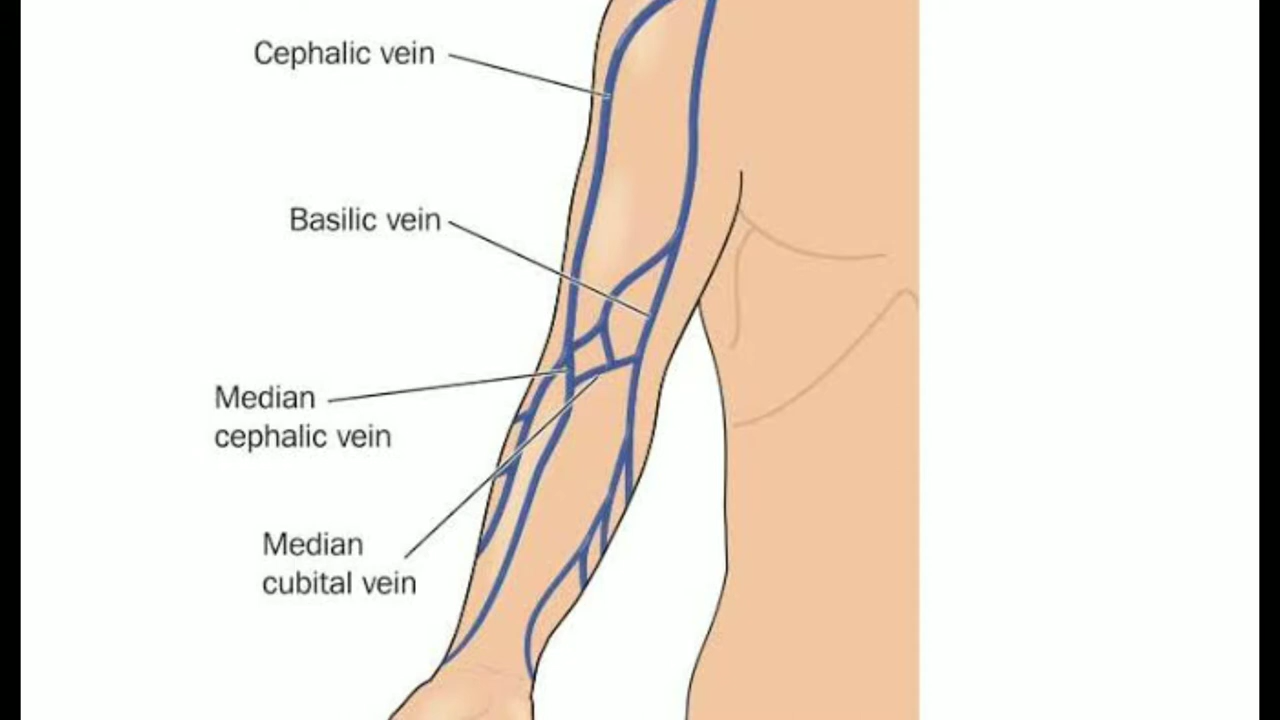 Cephalic vein
Basilic vein
Median
cephalic vein
Median
cubital vein